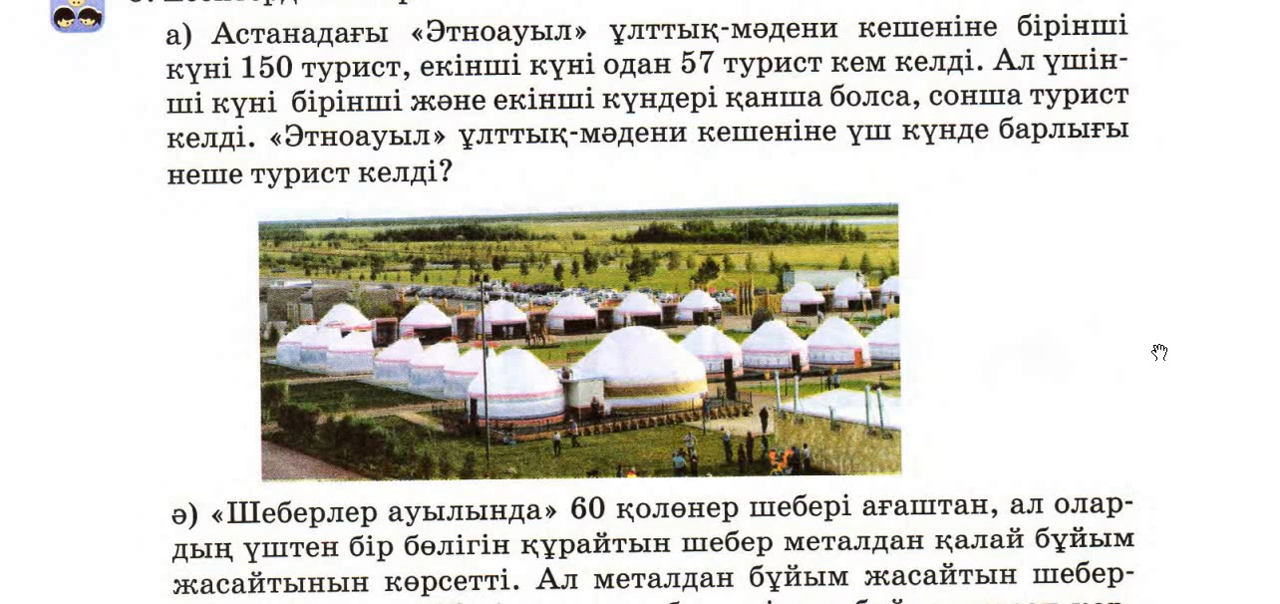 а) Астанадағы «Этноауыл» ұлттық-мәдени кешеніне бірінші
күні 150 турист, екінші күні одан 57 турист кем келді. Ал үшін-
ші күні бірінші және екінші күндері қанша болса, сонша турист
келді. «Этноауыл» ұлттық-мәдени кешеніне үш күнде барлығы
неше турист келді?
ә) «Шеберлер ауылында» 60 қолөнер шебері ағаштан, ал олар-
дың үштен бір бөлігін құрайтын шебер металдан қалай бұйым
жасайтынын көрсетті. Ал металдан бұйым жасайтын шебер-